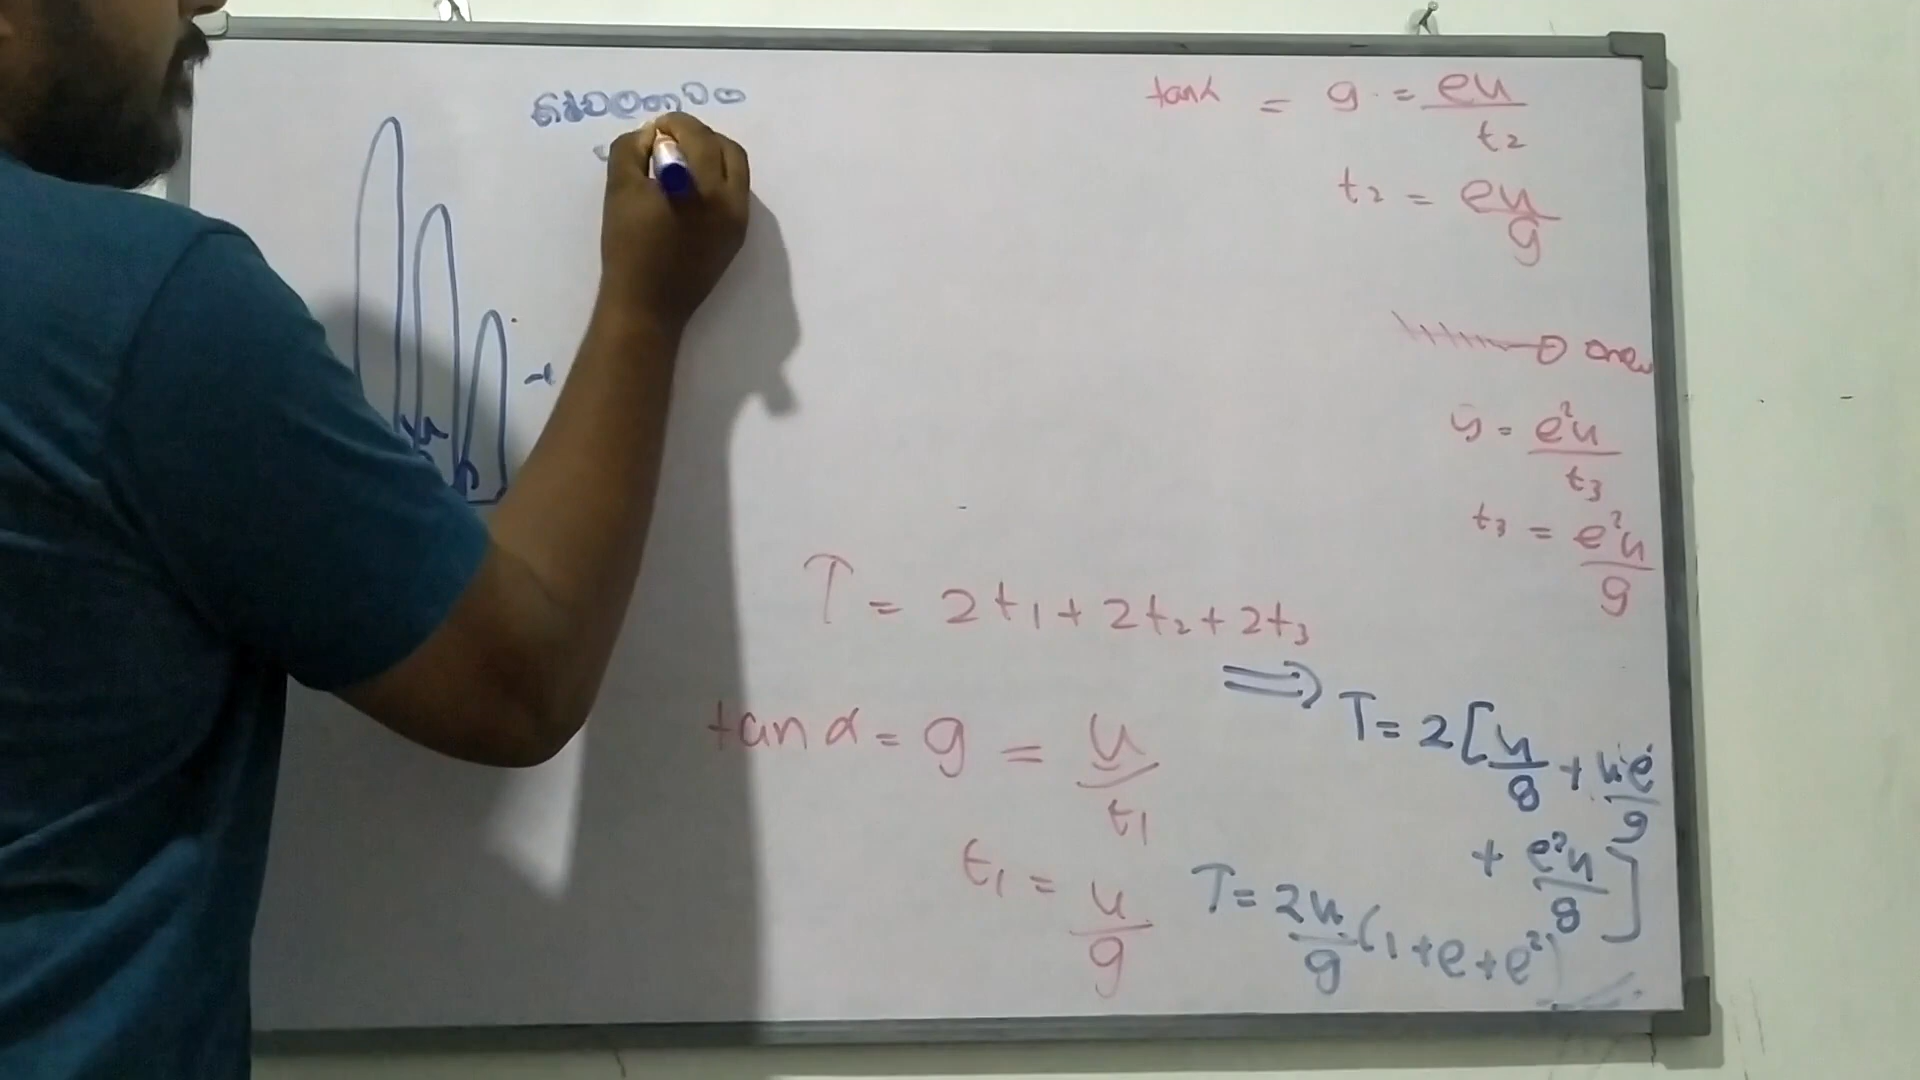 tanα = g = eu/t₂
t₂ = eu/g
g = e²u/t₃
t₃ = e²u/g
T = 2t₁ + 2t₂ + 2t₃
⟹ T = 2[u/g + ue/g
+ e²u/g]
tan α = g = u/t₁
t₁ = u/g
T = 2u/g (1 + e + e²)